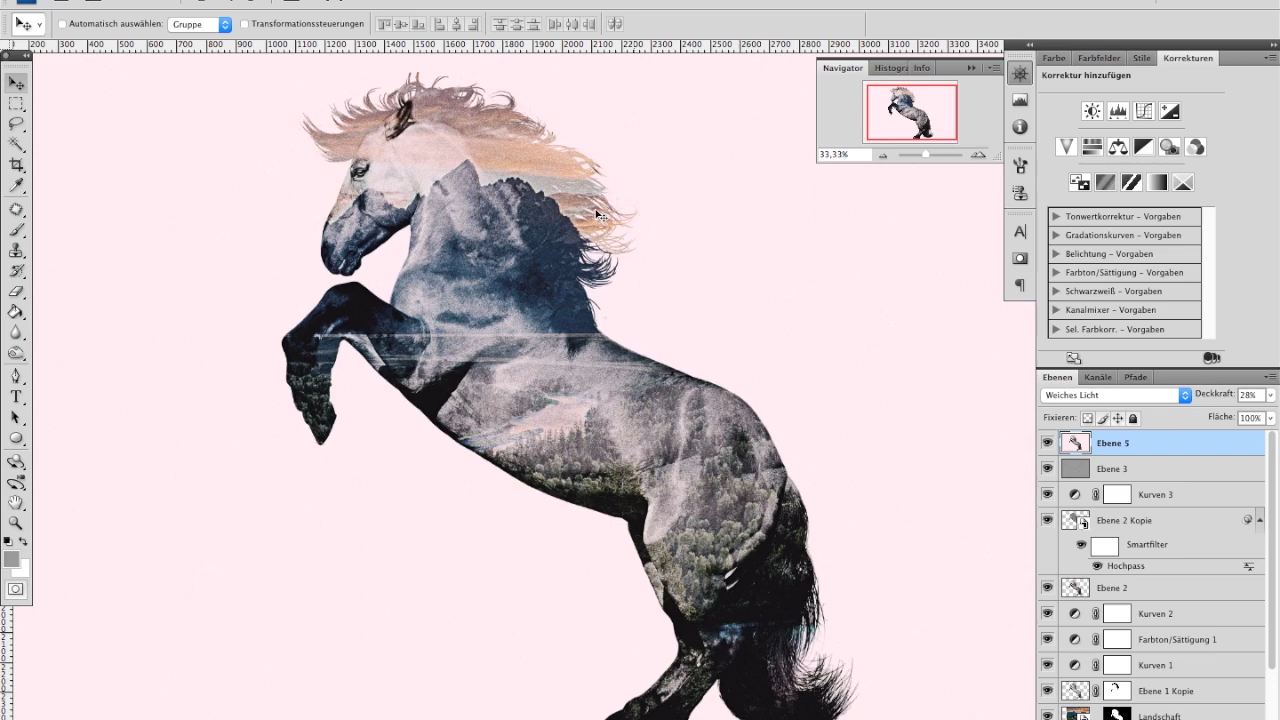 Automatisch auswählen: Gruppe Transformationssteuerungen
200 300 400 500 600 700 800 900 1000 1100 1200 1300 1400 1500 1600 1700 1800 1900 2000 2100 2200 2300 2400 2500 2600 2700 2800 2900 3000 3100 3200 3300 3400
Navigator Histogra Info
33,33%
Farbe Farbfelder Stile Korrekturen
Korrektur hinzufügen
Tonwertkorrektur – Vorgaben
Gradationskurven – Vorgaben
Belichtung – Vorgaben
Farbton/Sättigung – Vorgaben
Schwarzweiß – Vorgaben
Kanalmixer – Vorgaben
Sel. Farbkorr. – Vorgaben
Ebenen Kanäle Pfade
Weiches Licht Deckkraft: 28%
Fixieren: Fläche: 100%
Ebene 5
Ebene 3
Kurven 3
Ebene 2 Kopie
Smartfilter
Hochpass
Ebene 2
Kurven 2
Farbton/Sättigung 1
Kurven 1
Ebene 1 Kopie
Landschaft